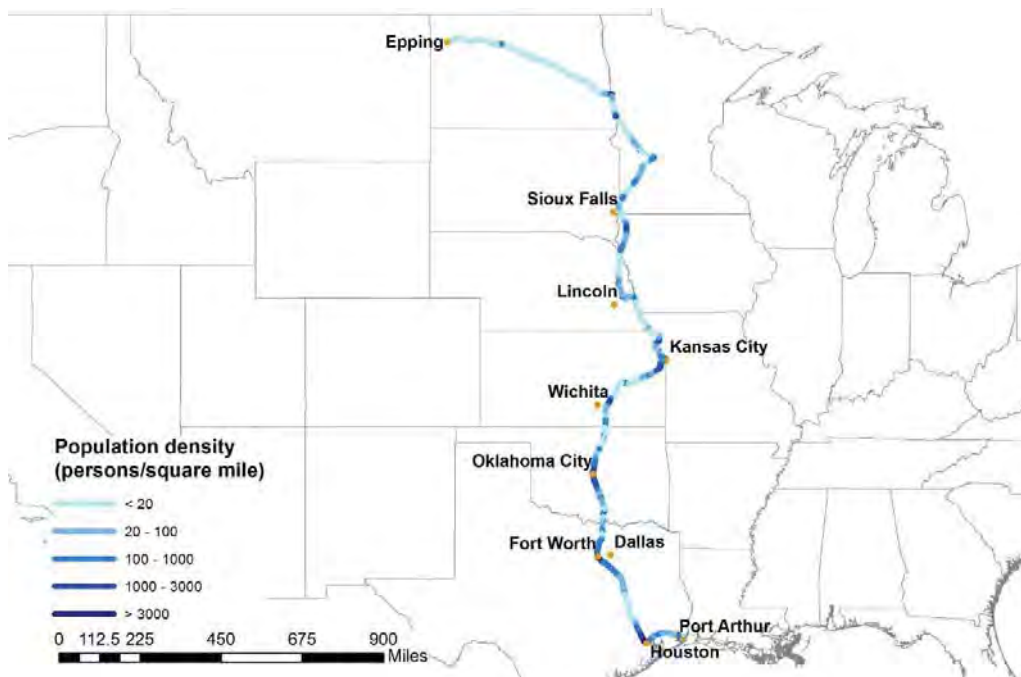 Epping
Sioux Falls
Lincoln
Kansas City
Wichita
Population density
(persons/square mile)
Oklahoma City
< 20
20 - 100
Fort Worth
Dallas
100 - 1000
1000 - 3000
> 3000
Port Arthur
0 112.5 225 450 675 900
Miles
Houston